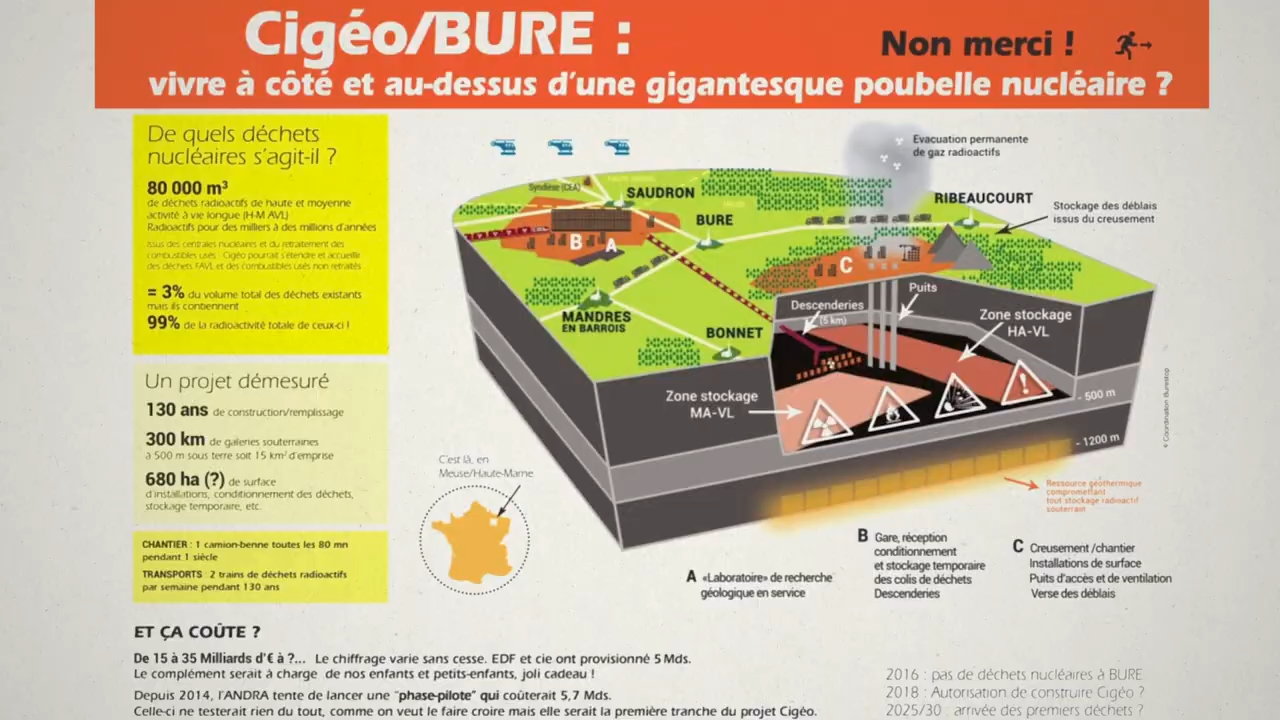 Cigéo/BURE :
Non merci !
vivre à côté et au-dessus d'une gigantesque poubelle nucléaire ?
De quels déchets
nucléaires s'agit-il ?
80 000 m³
de déchets radioactifs de haute et moyenne
activité à vie longue (H-M AVL)
Radioactifs pour des milliers à des millions d'années
Issus des centrales nucléaires et du retraitement des
combustibles usés : Cigéo pourrait s'étendre et accueillir
des déchets FAVL et des combustibles usés non retraités
= 3% du volume total des déchets existants
mais ils contiennent
99% de la radioactivité totale de ceux-ci !
Un projet démesuré
130 ans de construction/remplissage
300 km de galeries souterraines
à 500 m sous terre soit 15 km² d'emprise
680 ha (?) de surface
d'installations, conditionnement des déchets,
stockage temporaire, etc.
CHANTIER : 1 camion-benne toutes les 80 mn
pendant 1 siècle
TRANSPORTS : 2 trains de déchets radioactifs
par semaine pendant 130 ans
Evacuation permanente
de gaz radioactifs
Syndièse (CEA)
SAUDRON
RIBEAUCOURT
BURE
Stockage des déblais
issus du creusement
B
A
C
Puits
Descenderies
(5 km)
MANDRES
EN BARROIS
BONNET
Zone stockage
HA-VL
Zone stockage
MA-VL
- 500 m
- 1200 m
© Coordination Burestop
C'est là, en
Meuse/Haute-Marne
Ressource géothermique
compromettant
tout stockage radioactif
souterrain
A «Laboratoire» de recherche
géologique en service
B Gare, réception
conditionnement
et stockage temporaire
des colis de déchets
Descenderies
C Creusement /chantier
Installations de surface
Puits d'accès et de ventilation
Verse des déblais
ET ÇA COÛTE ?
De 15 à 35 Milliards d'€ à ?... Le chiffrage varie sans cesse. EDF et cie ont provisionné 5 Mds.
Le complément serait à charge de nos enfants et petits-enfants, joli cadeau !
Depuis 2014, l'ANDRA tente de lancer une "phase-pilote" qui coûterait 5,7 Mds.
Celle-ci ne testerait rien du tout, comme on veut le faire croire mais elle serait la première tranche du projet Cigéo.
2016 : pas de déchets nucléaires à BURE
2018 : Autorisation de construire Cigéo ?
2025/30 : arrivée des premiers déchets ?